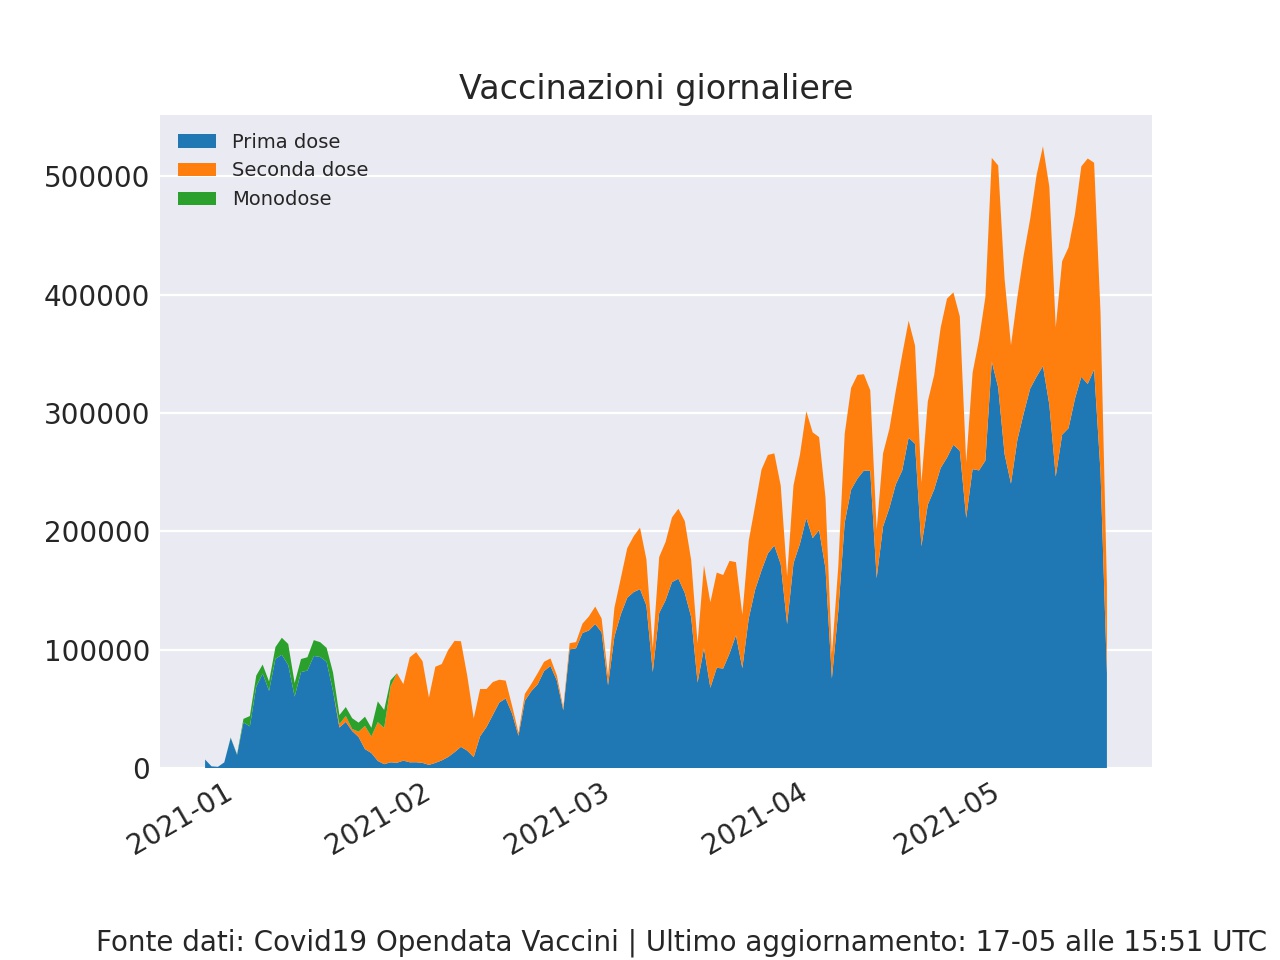 Vaccinazioni giornaliere
Prima dose
Seconda dose
Monodose
500000
400000
300000
200000
100000
0
2021-01
2021-02
2021-03
2021-04
2021-05
Fonte dati: Covid19 Opendata Vaccini | Ultimo aggiornamento: 17-05 alle 15:51 UTC